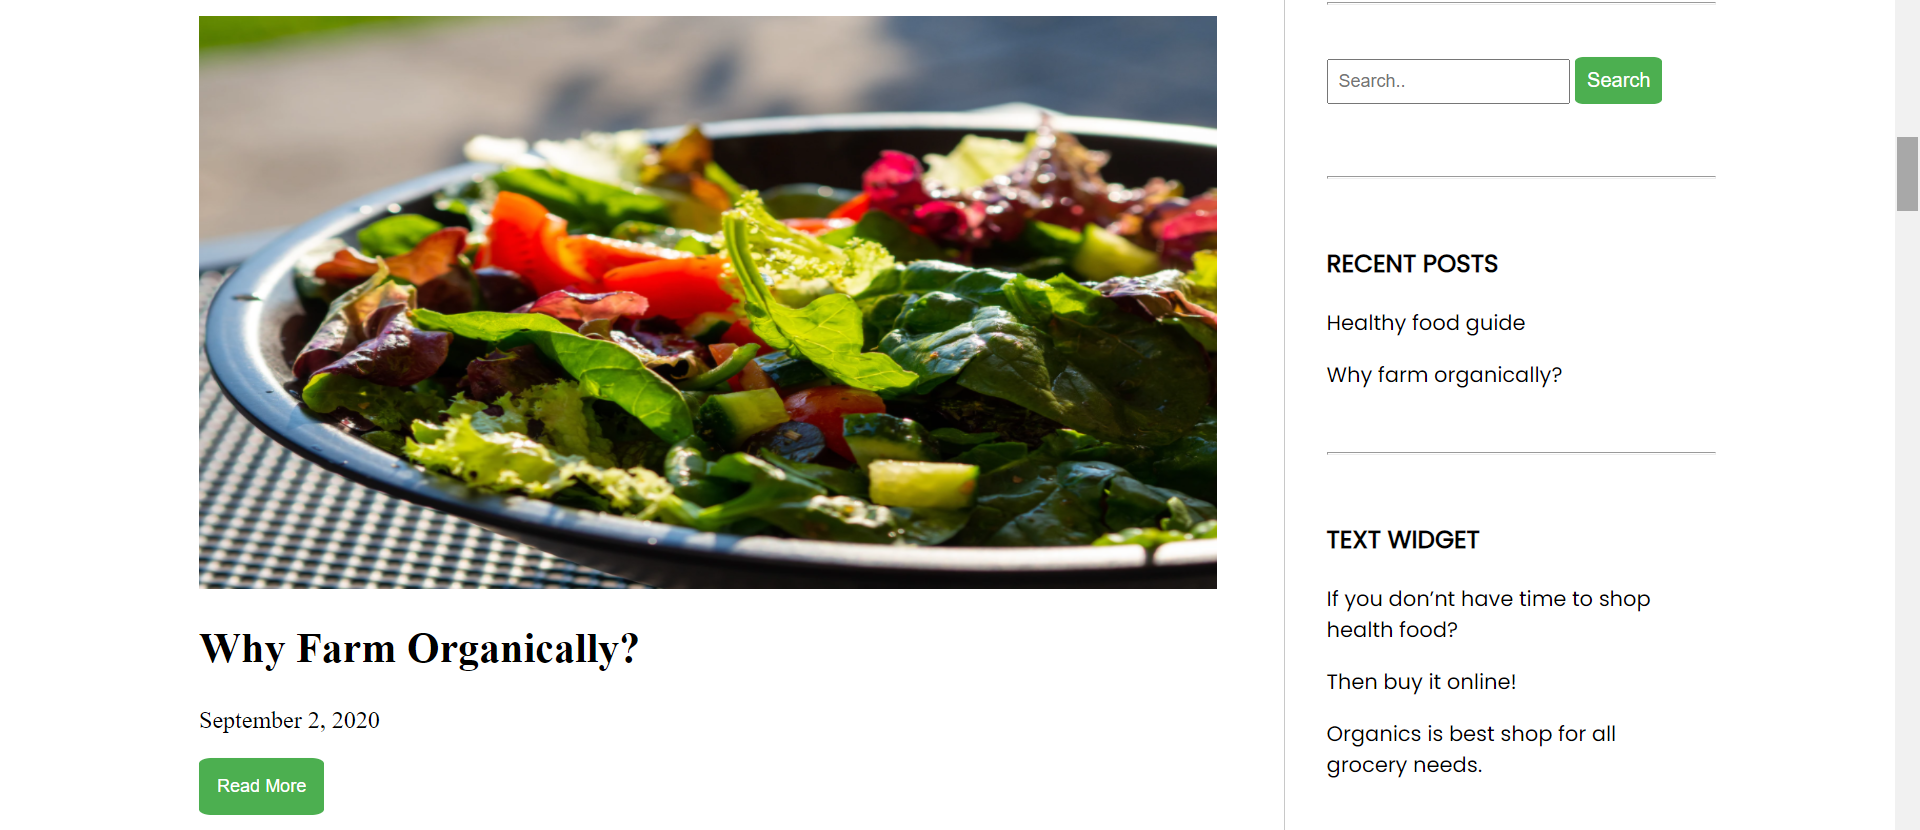 Search..
Search
RECENT POSTS
Healthy food guide
Why farm organically?
TEXT WIDGET
If you don’nt have time to shop
health food?
Then buy it online!
Organics is best shop for all
grocery needs.
Why Farm Organically?
September 2, 2020
Read More